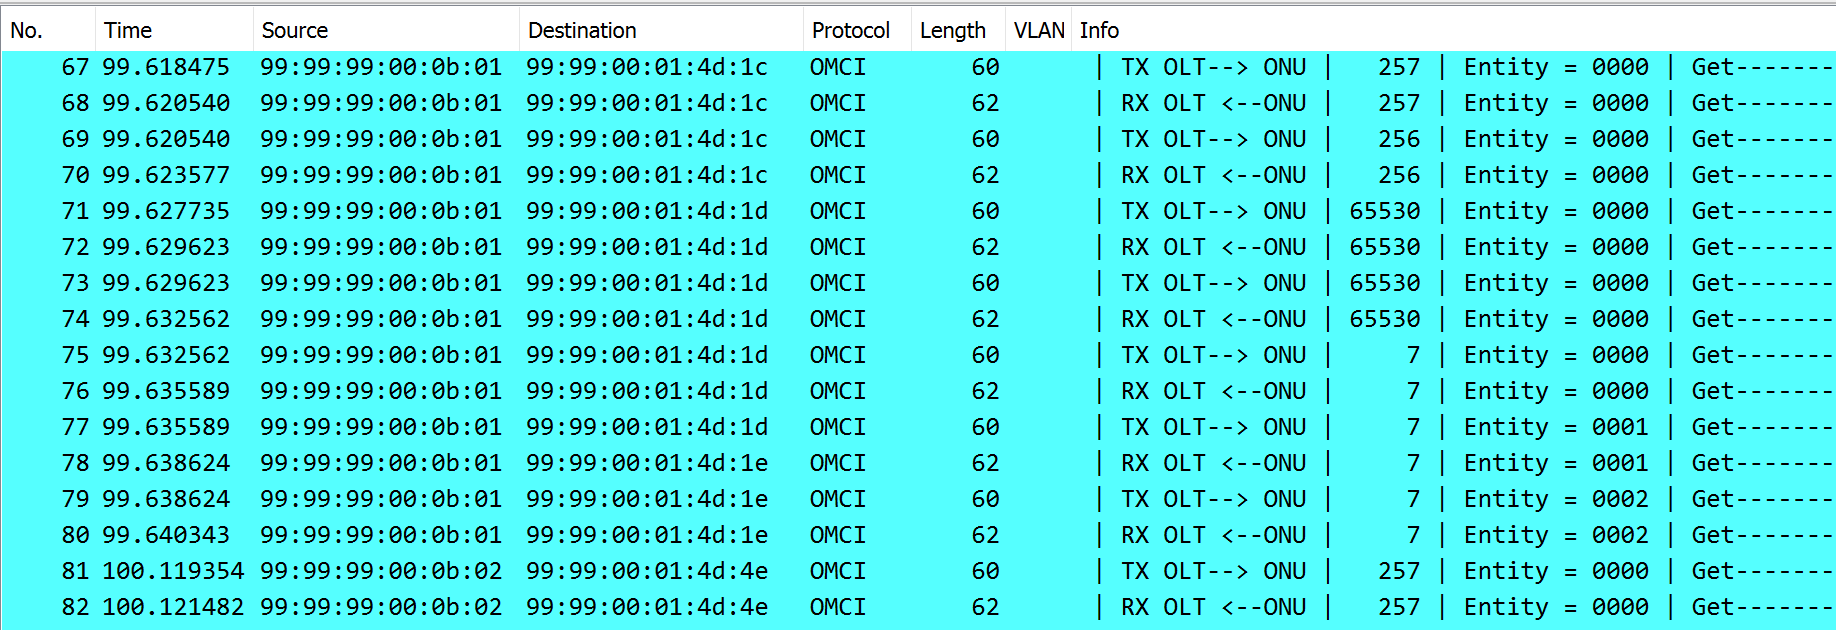 No. Time Source Destination Protocol Length VLAN Info
67 99.618475 99:99:99:00:0b:01 99:99:00:01:4d:1c OMCI 60 | TX OLT--> ONU | 257 | Entity = 0000 | Get-------
68 99.620540 99:99:99:00:0b:01 99:99:00:01:4d:1c OMCI 62 | RX OLT <--ONU | 257 | Entity = 0000 | Get-------
69 99.620540 99:99:99:00:0b:01 99:99:00:01:4d:1c OMCI 60 | TX OLT--> ONU | 256 | Entity = 0000 | Get-------
70 99.623577 99:99:99:00:0b:01 99:99:00:01:4d:1c OMCI 62 | RX OLT <--ONU | 256 | Entity = 0000 | Get-------
71 99.627735 99:99:99:00:0b:01 99:99:00:01:4d:1d OMCI 60 | TX OLT--> ONU | 65530 | Entity = 0000 | Get-------
72 99.629623 99:99:99:00:0b:01 99:99:00:01:4d:1d OMCI 62 | RX OLT <--ONU | 65530 | Entity = 0000 | Get-------
73 99.629623 99:99:99:00:0b:01 99:99:00:01:4d:1d OMCI 60 | TX OLT--> ONU | 65530 | Entity = 0000 | Get-------
74 99.632562 99:99:99:00:0b:01 99:99:00:01:4d:1d OMCI 62 | RX OLT <--ONU | 65530 | Entity = 0000 | Get-------
75 99.632562 99:99:99:00:0b:01 99:99:00:01:4d:1d OMCI 60 | TX OLT--> ONU | 7 | Entity = 0000 | Get-------
76 99.635589 99:99:99:00:0b:01 99:99:00:01:4d:1d OMCI 62 | RX OLT <--ONU | 7 | Entity = 0000 | Get-------
77 99.635589 99:99:99:00:0b:01 99:99:00:01:4d:1d OMCI 60 | TX OLT--> ONU | 7 | Entity = 0001 | Get-------
78 99.638624 99:99:99:00:0b:01 99:99:00:01:4d:1e OMCI 62 | RX OLT <--ONU | 7 | Entity = 0001 | Get-------
79 99.638624 99:99:99:00:0b:01 99:99:00:01:4d:1e OMCI 60 | TX OLT--> ONU | 7 | Entity = 0002 | Get-------
80 99.640343 99:99:99:00:0b:01 99:99:00:01:4d:1e OMCI 62 | RX OLT <--ONU | 7 | Entity = 0002 | Get-------
81 100.119354 99:99:99:00:0b:02 99:99:00:01:4d:4e OMCI 60 | TX OLT--> ONU | 257 | Entity = 0000 | Get-------
82 100.121482 99:99:99:00:0b:02 99:99:00:01:4d:4e OMCI 62 | RX OLT <--ONU | 257 | Entity = 0000 | Get-------